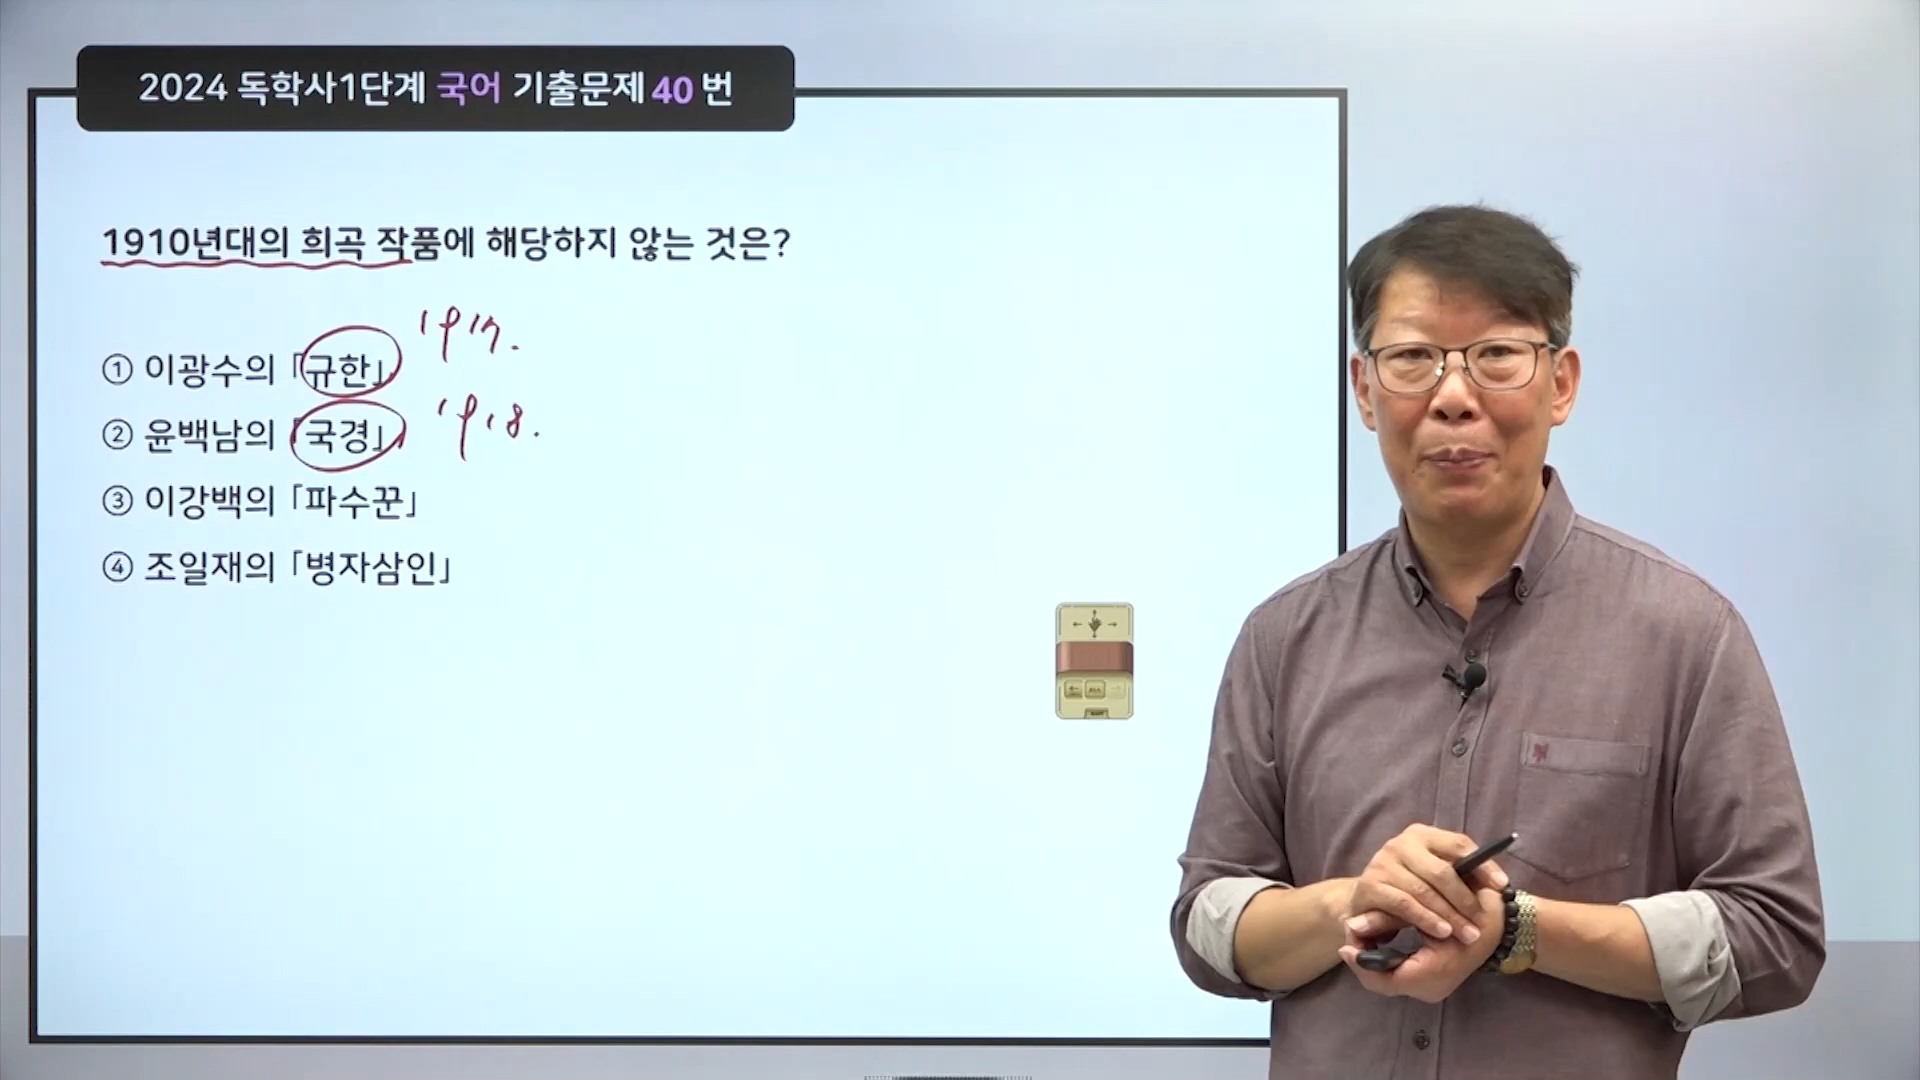 2024 독학사1단계 국어 기출문제 40 번
1910년대의 희곡 작품에 해당하지 않는 것은?
① 이광수의 「규한」 1917.
② 윤백남의 「국경」 1918.
③ 이강백의 「파수꾼」
④ 조일재의 「병자삼인」